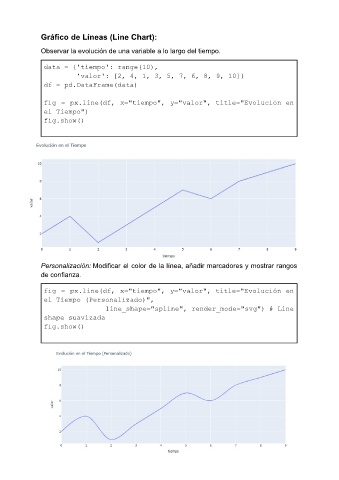 Gráfico de Líneas (Line Chart):
Observar la evolución de una variable a lo largo del tiempo.
data = {'tiempo': range(10),
'valor': [2, 4, 1, 3, 5, 7, 6, 8, 9, 10]}
df = pd.DataFrame(data)
fig = px.line(df, x="tiempo", y="valor", title="Evolución en
el Tiempo")
fig.show()
Evolución en el Tiempo
10
8
6
4
2
valor
0 1 2 3 4 5 6 7 8 9
tiempo
Personalización: Modificar el color de la línea, añadir marcadores y mostrar rangos
de confianza.
fig = px.line(df, x="tiempo", y="valor", title="Evolución en
el Tiempo (Personalizado)",
line_shape="spline", render_mode="svg") # Line
shape suavizada
fig.show()
Evolución en el Tiempo (Personalizado)
10
8
6
4
2
valor
0 1 2 3 4 5 6 7 8 9
tiempo